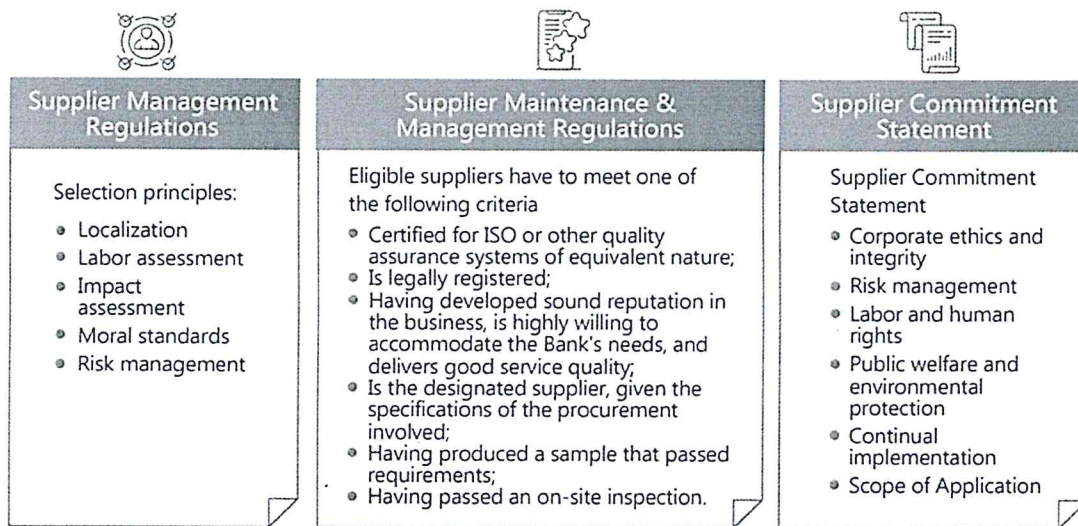 Supplier Management
Regulations
Selection principles:
Localization
Labor assessment
Impact
assessment
Moral standards
Risk management
Supplier Maintenance &
Management Regulations
Eligible suppliers have to meet one of
the following criteria
Certified for ISO or other quality
assurance systems of equivalent nature;
Is legally registered;
Having developed sound reputation in
the business, is highly willing to
accommodate the Bank's needs, and
delivers good service quality;
Is the designated supplier, given the
specifications of the procurement
involved;
Having produced a sample that passed
requirements;
Having passed an on-site inspection.
Supplier Commitment
Statement
Supplier Commitment
Statement
Corporate ethics and
integrity
Risk management
Labor and human
rights
Public welfare and
environmental
protection
Continual
implementation
Scope of Application